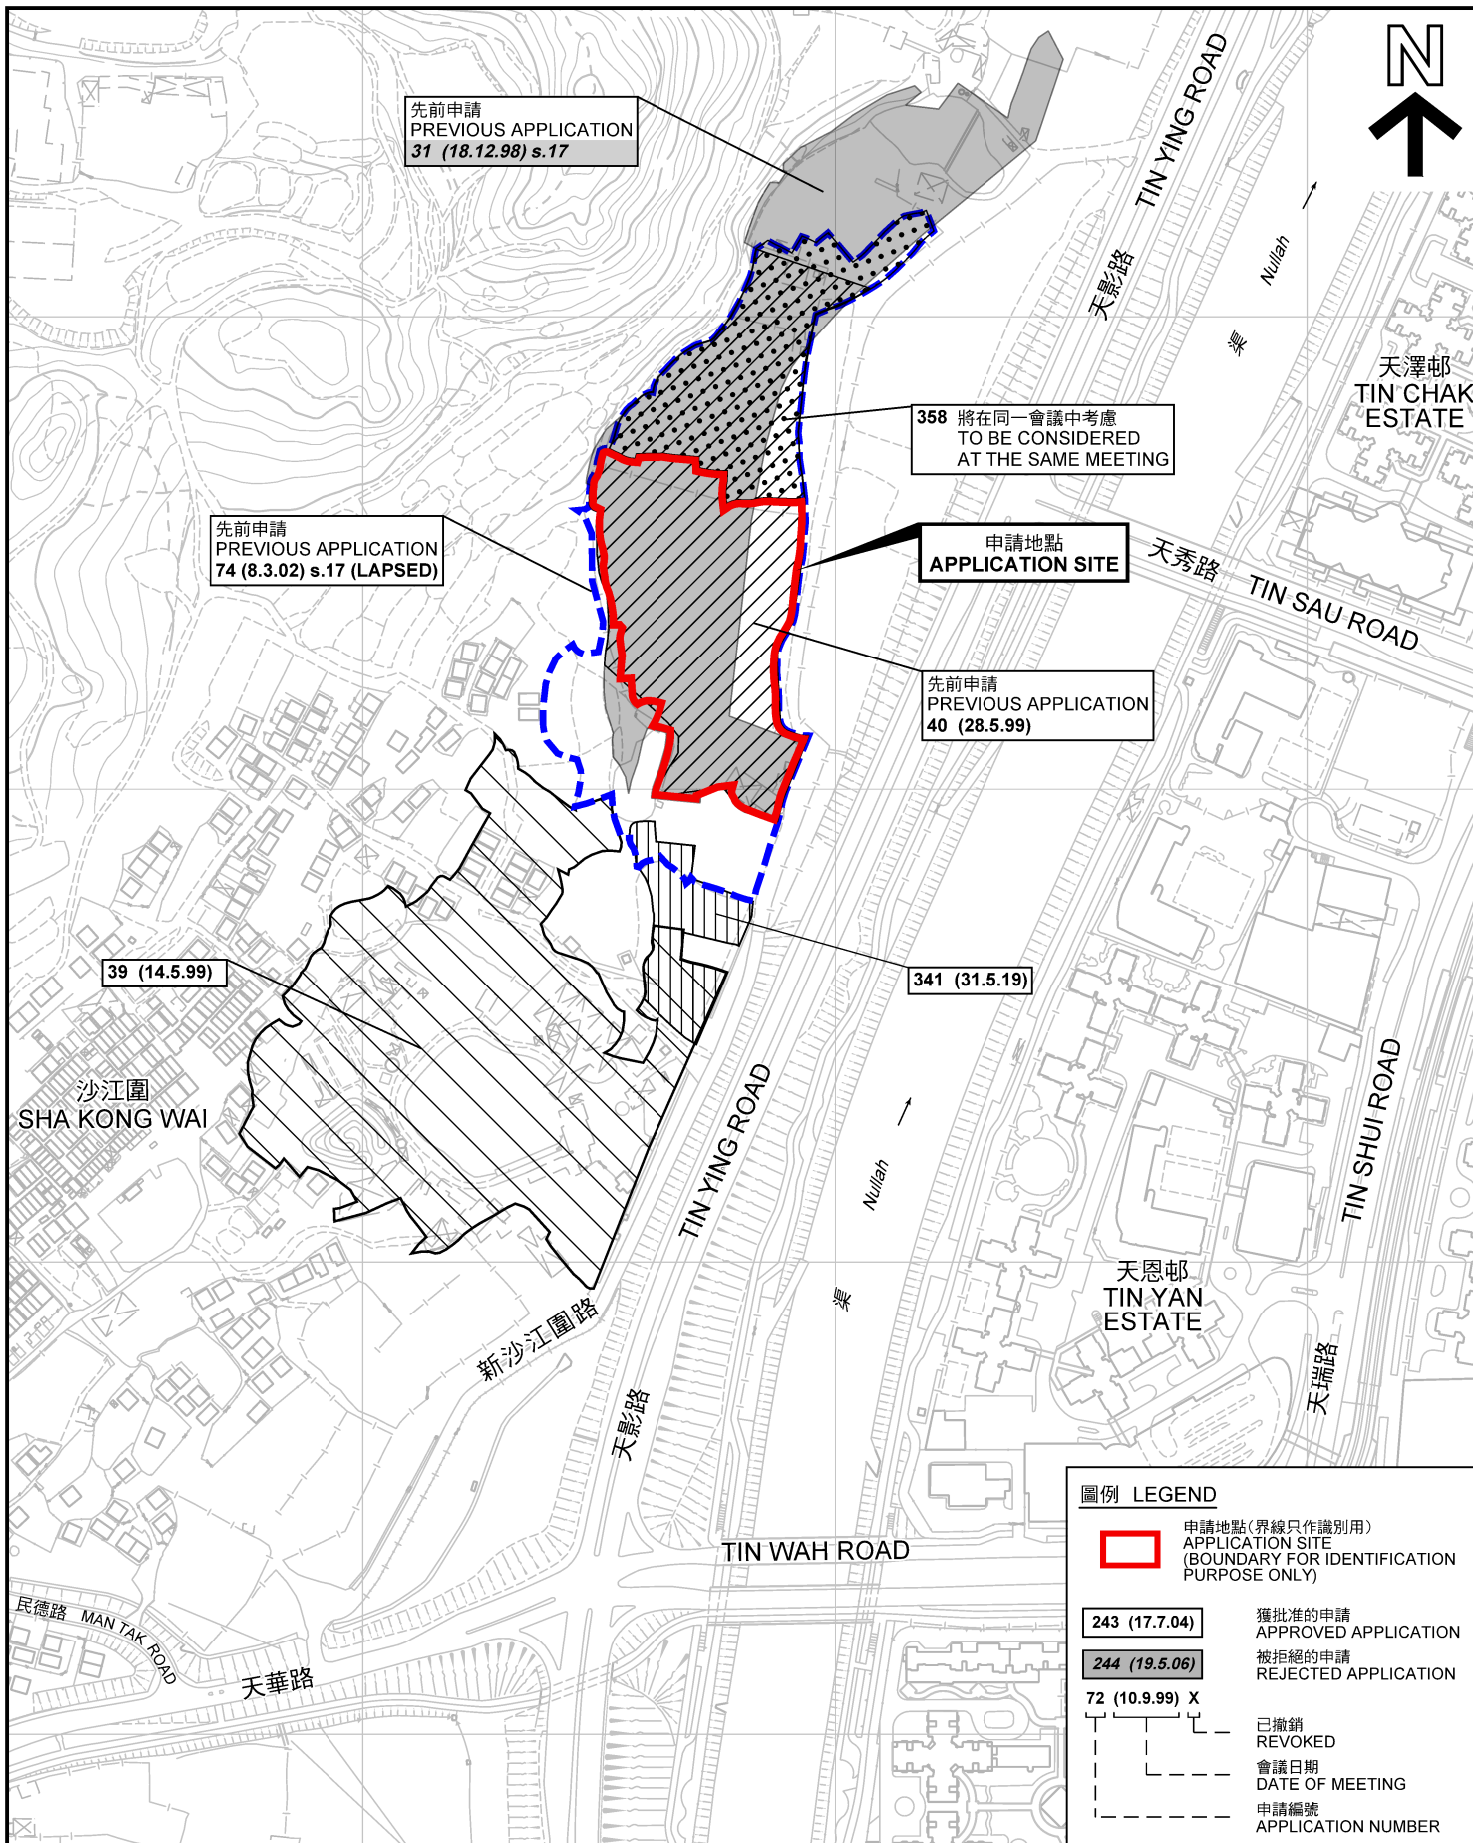 N
先前申請
PREVIOUS APPLICATION
31 (18.12.98) s.17
TIN YING ROAD
天影路
Nullah
渠
天澤邨
TIN CHAK
ESTATE
358 將在同一會議中考慮
TO BE CONSIDERED
AT THE SAME MEETING
先前申請
PREVIOUS APPLICATION
74 (8.3.02) s.17 (LAPSED)
申請地點
APPLICATION SITE
天秀路 TIN SAU ROAD
先前申請
PREVIOUS APPLICATION
40 (28.5.99)
39 (14.5.99)
341 (31.5.19)
沙江圍
SHA KONG WAI
TIN YING ROAD
Nullah
渠
TIN SHUI ROAD
天恩邨
TIN YAN
ESTATE
新沙江圍路
天影路
天瑞路
TIN WAH ROAD
民德路 MAN TAK ROAD
天華路
圖例 LEGEND
申請地點(界線只作識別用)
APPLICATION SITE
(BOUNDARY FOR IDENTIFICATION
PURPOSE ONLY)
243 (17.7.04)
獲批准的申請
APPROVED APPLICATION
244 (19.5.06)
被拒絕的申請
REJECTED APPLICATION
72 (10.9.99) X
已撤銷
REVOKED
會議日期
DATE OF MEETING
申請編號
APPLICATION NUMBER